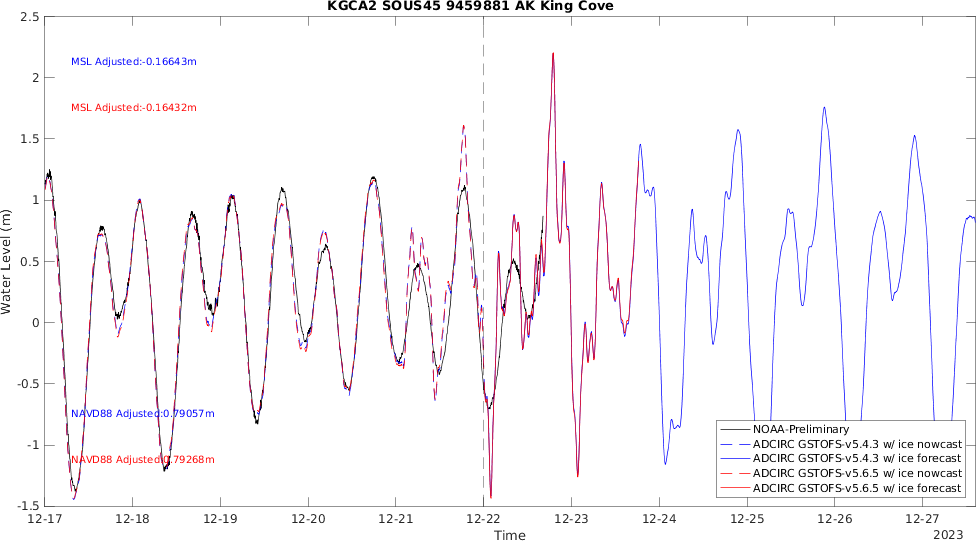 KGCA2 SOUS45 9459881 AK King Cove
2.5
2
1.5
1
0.5
0
-0.5
-1
-1.5
Water Level (m)
MSL Adjusted:-0.16643m
MSL Adjusted:-0.16432m
NAVD88 Adjusted:0.79057m
NAVD88 Adjusted:0.79268m
NOAA-Preliminary
ADCIRC GSTOFS-v5.4.3 w/ ice nowcast
ADCIRC GSTOFS-v5.4.3 w/ ice forecast
ADCIRC GSTOFS-v5.6.5 w/ ice nowcast
ADCIRC GSTOFS-v5.6.5 w/ ice forecast
12-17 12-18 12-19 12-20 12-21 12-22 12-23 12-24 12-25 12-26 12-27
Time
2023